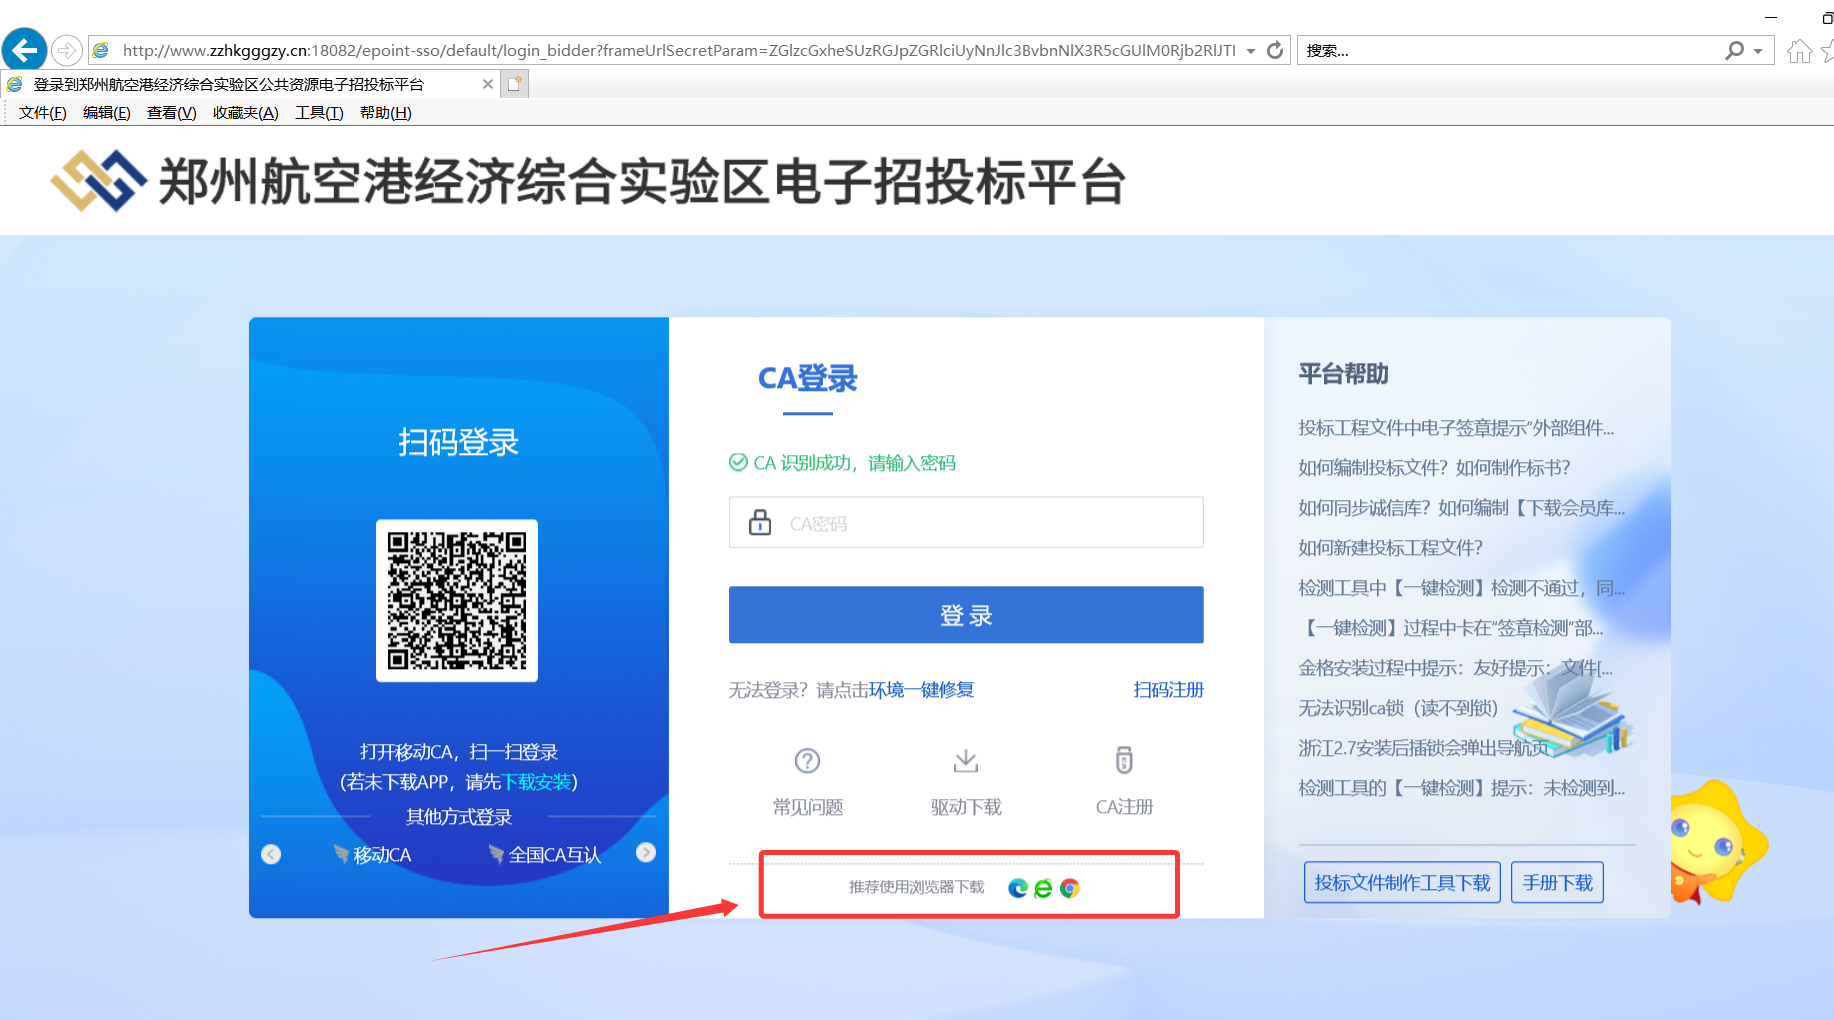 http://www.zzhkgggzy.cn:18082/epoint-sso/default/login_bidder?frameUrlSecretParam=ZGlzcGxheSUzRGJpZGRlciUyNnJlc3BvbnNlX3R5cGUlM0Rjb2RlJTI
搜索...
登录到郑州航空港经济综合实验区公共资源电子招投标平台
文件(F) 编辑(E) 查看(V) 收藏夹(A) 工具(T) 帮助(H)
郑州航空港经济综合实验区电子招投标平台
扫码登录
打开移动CA，扫一扫登录
(若未下载APP，请先下载安装)
其他方式登录
移动CA 全国CA互认
CA登录
CA 识别成功，请输入密码
CA密码
登 录
无法登录？请点击环境一键修复 扫码注册
常见问题 驱动下载 CA注册
推荐使用浏览器下载
平台帮助
投标工程文件中电子签章提示“外部组件...
如何编制投标文件？如何制作标书？
如何同步诚信库？如何编制【下载会员库...
如何新建投标工程文件？
检测工具中【一键检测】检测不通过，同...
【一键检测】过程中卡在“签章检测”部...
金格安装过程中提示：友好提示：文件[...
无法识别ca锁（读不到锁）
浙江2.7安装后插锁会弹出导航页
检测工具的【一键检测】提示：未检测到...
投标文件制作工具下载 手册下载